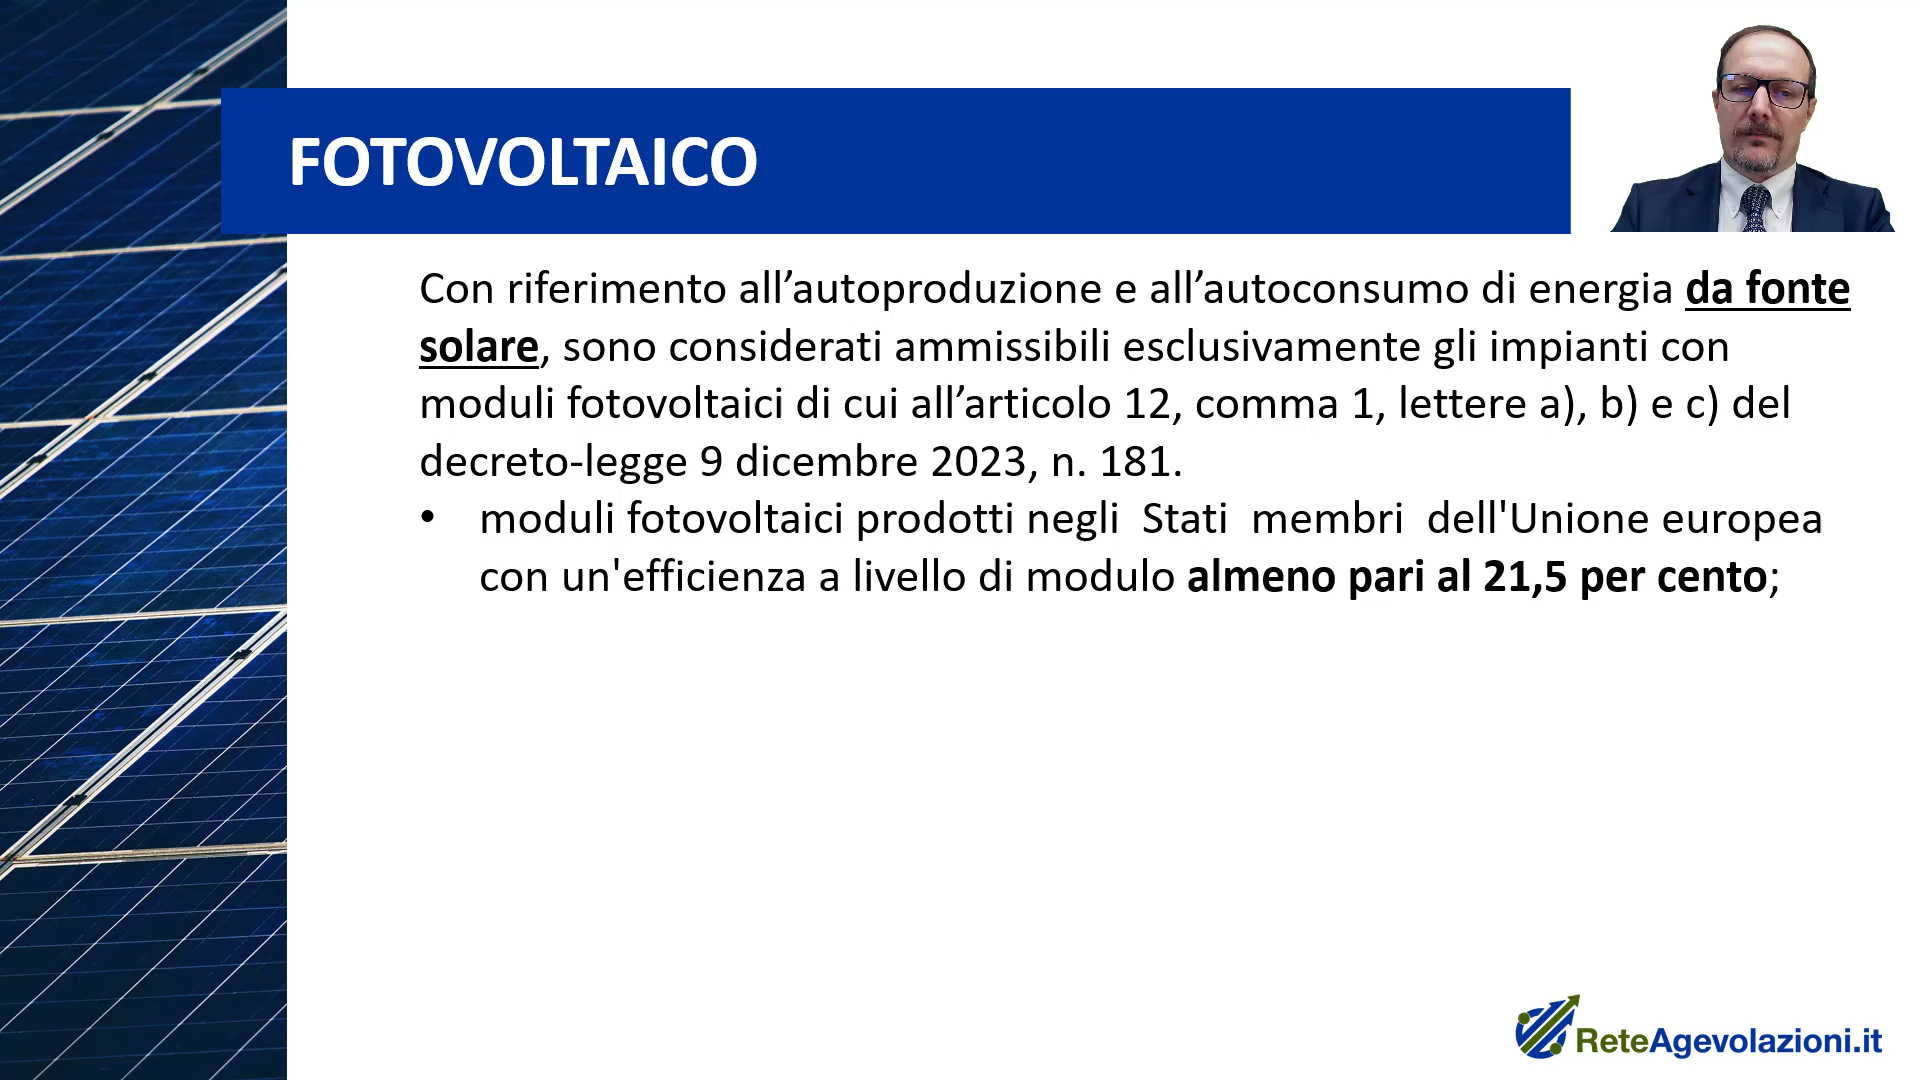 FOTOVOLTAICO
Con riferimento all’autoproduzione e all’autoconsumo di energia da fonte
solare, sono considerati ammissibili esclusivamente gli impianti con
moduli fotovoltaici di cui all’articolo 12, comma 1, lettere a), b) e c) del
decreto-legge 9 dicembre 2023, n. 181.
• moduli fotovoltaici prodotti negli  Stati  membri  dell'Unione europea
con un'efficienza a livello di modulo almeno pari al 21,5 per cento;
ReteAgevolazioni.it